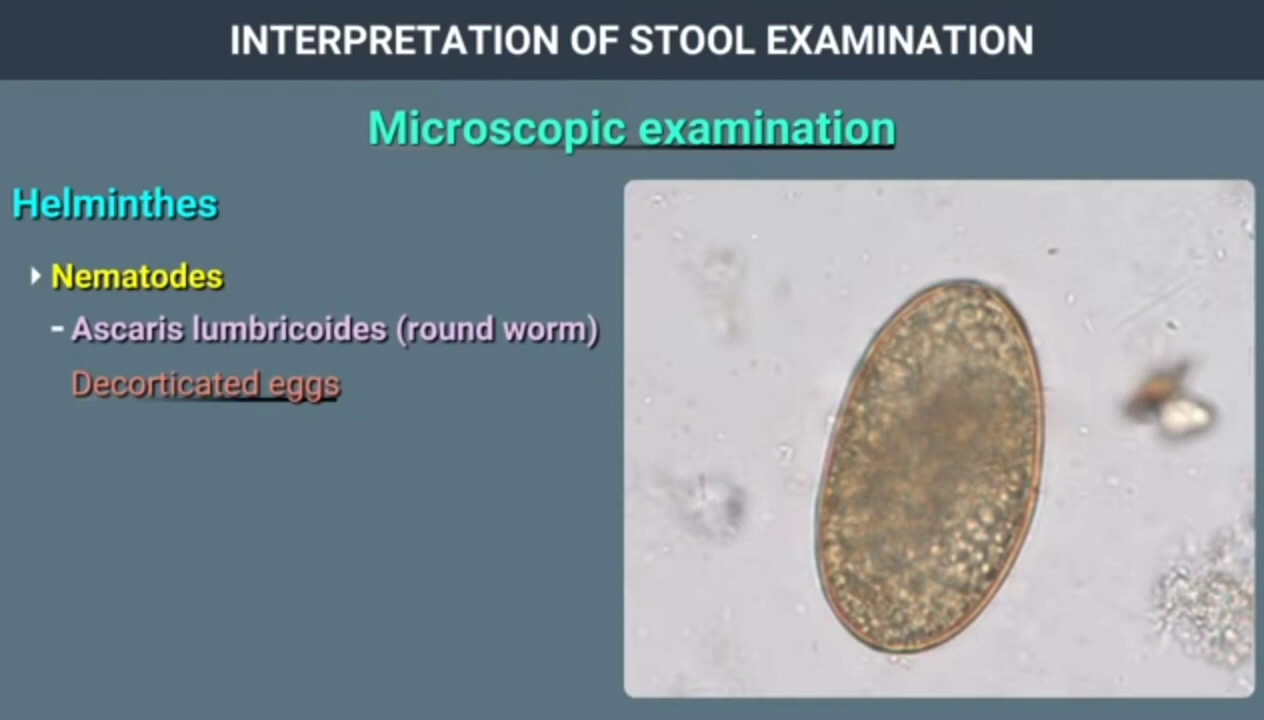 INTERPRETATION OF STOOL EXAMINATION
Microscopic examination
Helminthes
Nematodes
- Ascaris lumbricoides (round worm)
Decorticated eggs